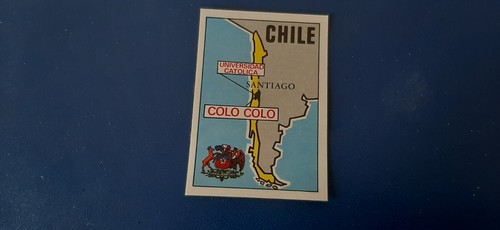 CHILE
UNIVERSIDAD
CATOLICA
SANTIAGO
COLO COLO